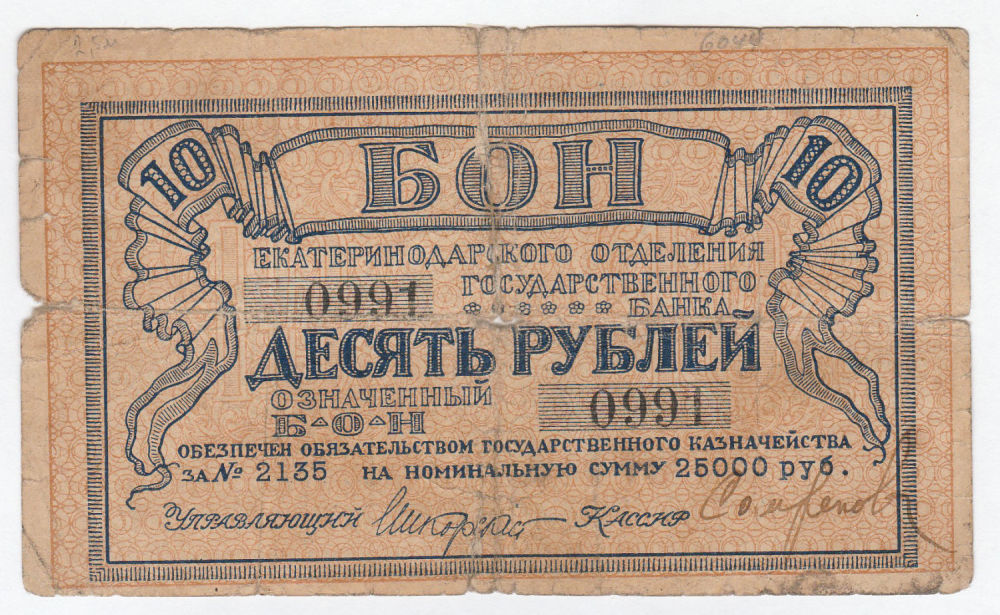 6044
10 БОН 10
ЕКАТЕРИНОДАРСКОГО ОТДЕЛЕНИЯ
0991 ГОСУДАРСТВЕННОГО
БАНКА
ДЕСЯТЬ РУБЛЕЙ
ОЗНАЧЕННЫЙ
Б-О-Н 0991
ОБЕЗПЕЧЕН ОБЯЗАТЕЛЬСТВОМ ГОСУДАРСТВЕННОГО КАЗНАЧЕЙСТВА
ЗА № 2135 НА НОМИНАЛЬНУЮ СУММУ 25000 РУБ.
УПРАВЛЯЮЩИЙ КАССИР